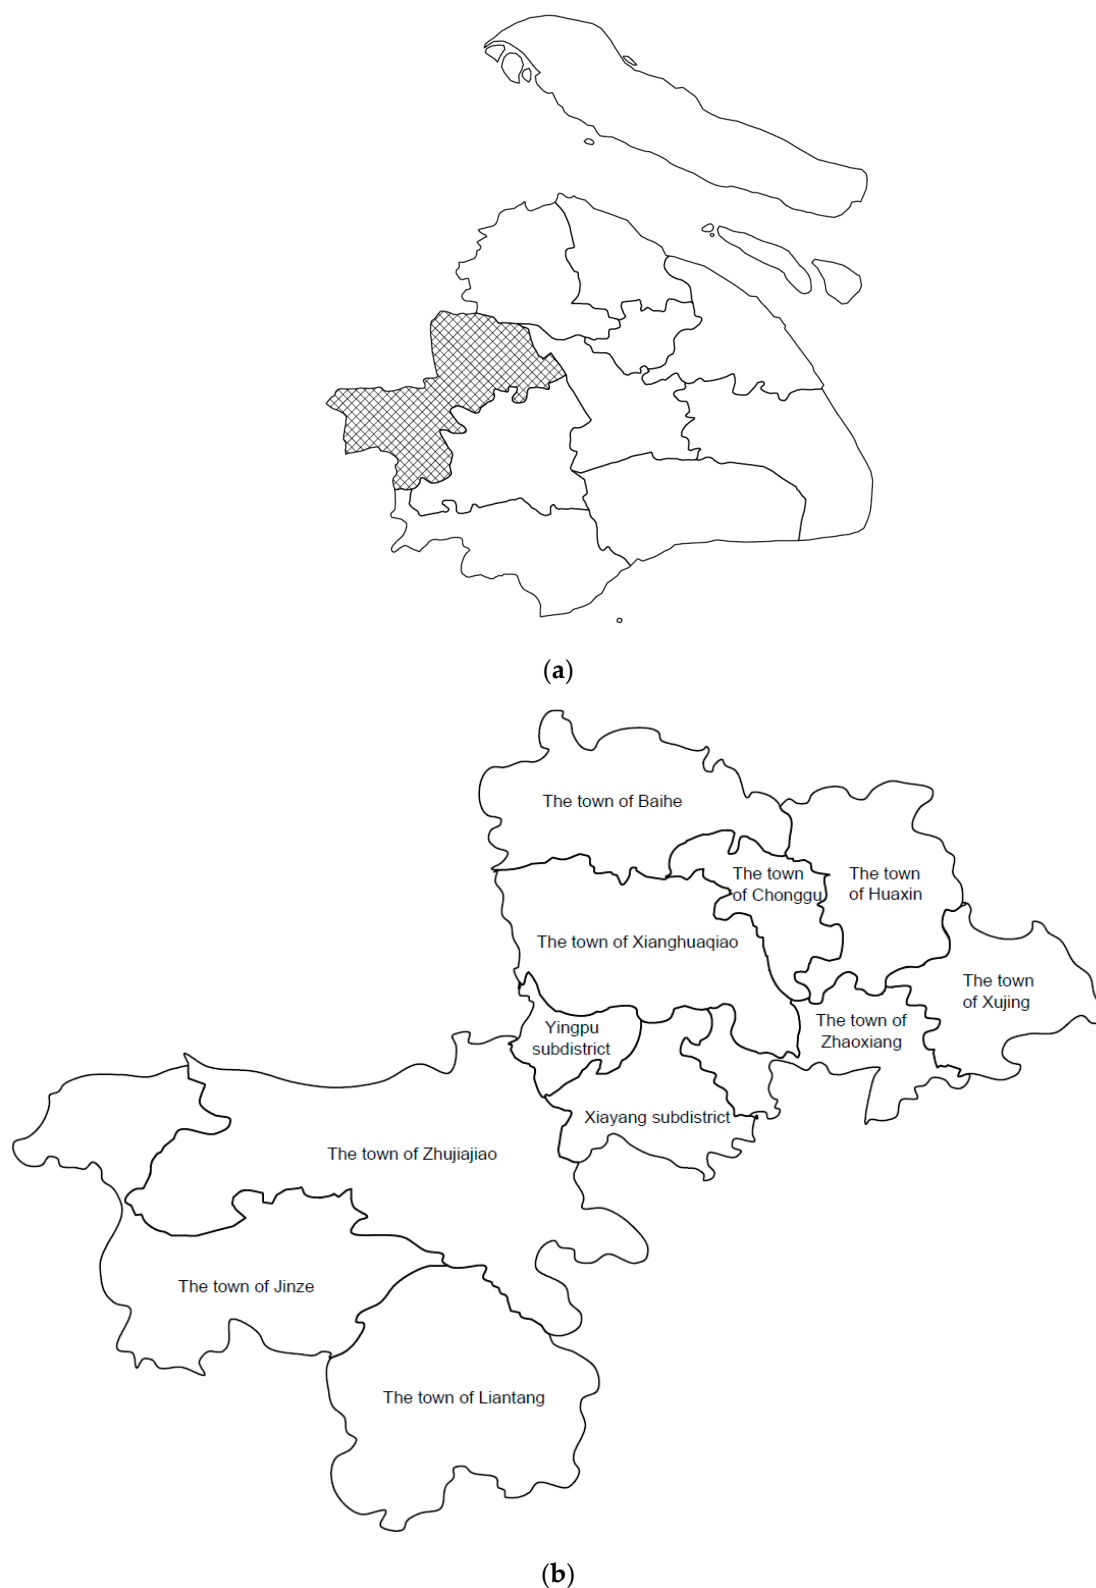 (a)
The town of Baihe
The town
of Chonggu
The town
of Huaxin
The town of Xianghuaqiao
The town
of Xujing
Yingpu
subdistrict
The town of
Zhaoxiang
Xiayang subdistrict
The town of Zhujiajiao
The town of Jinze
The town of Liantang
(b)